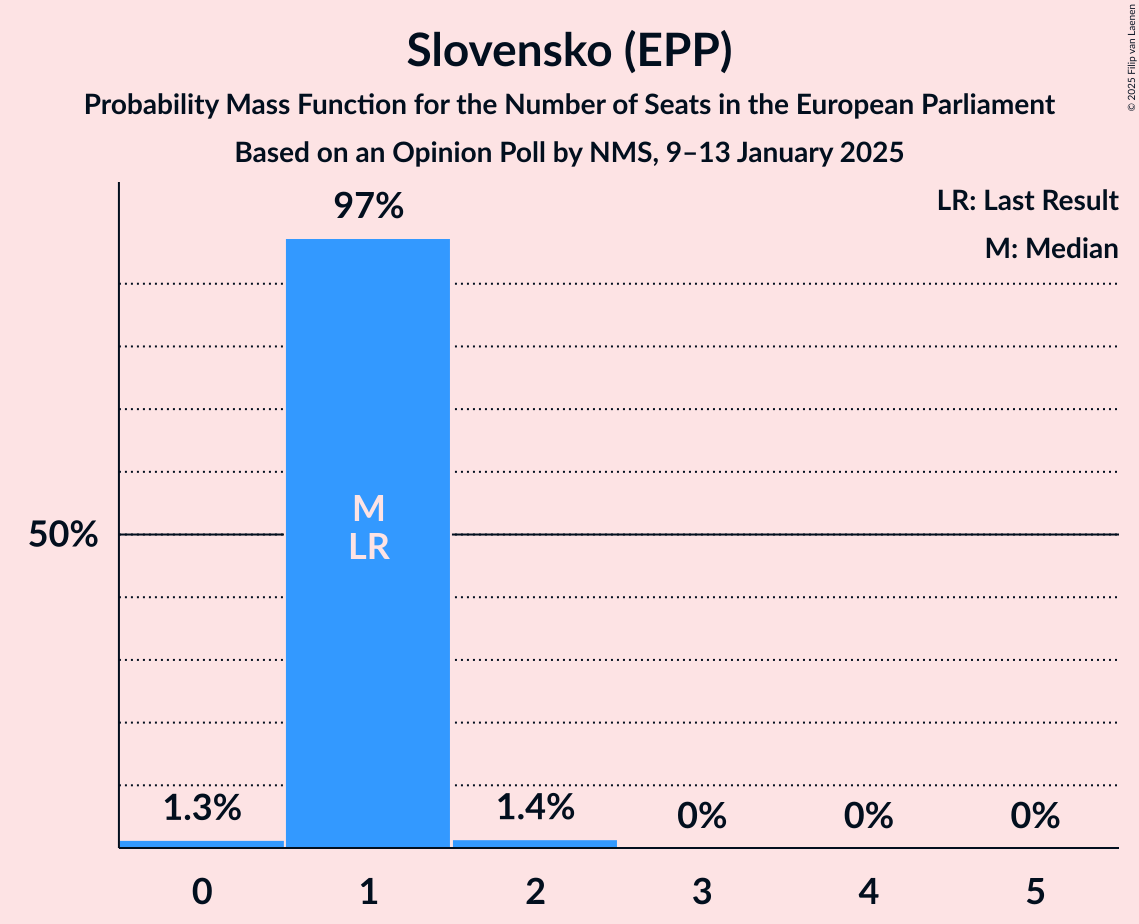 Slovensko (EPP)
Probability Mass Function for the Number of Seats in the European Parliament
Based on an Opinion Poll by NMS, 9–13 January 2025
© 2025 Filip van Laenen
LR: Last Result
M: Median
97%
M
LR
50%
1.3%
1.4%
0%
0%
0%
0
1
2
3
4
5